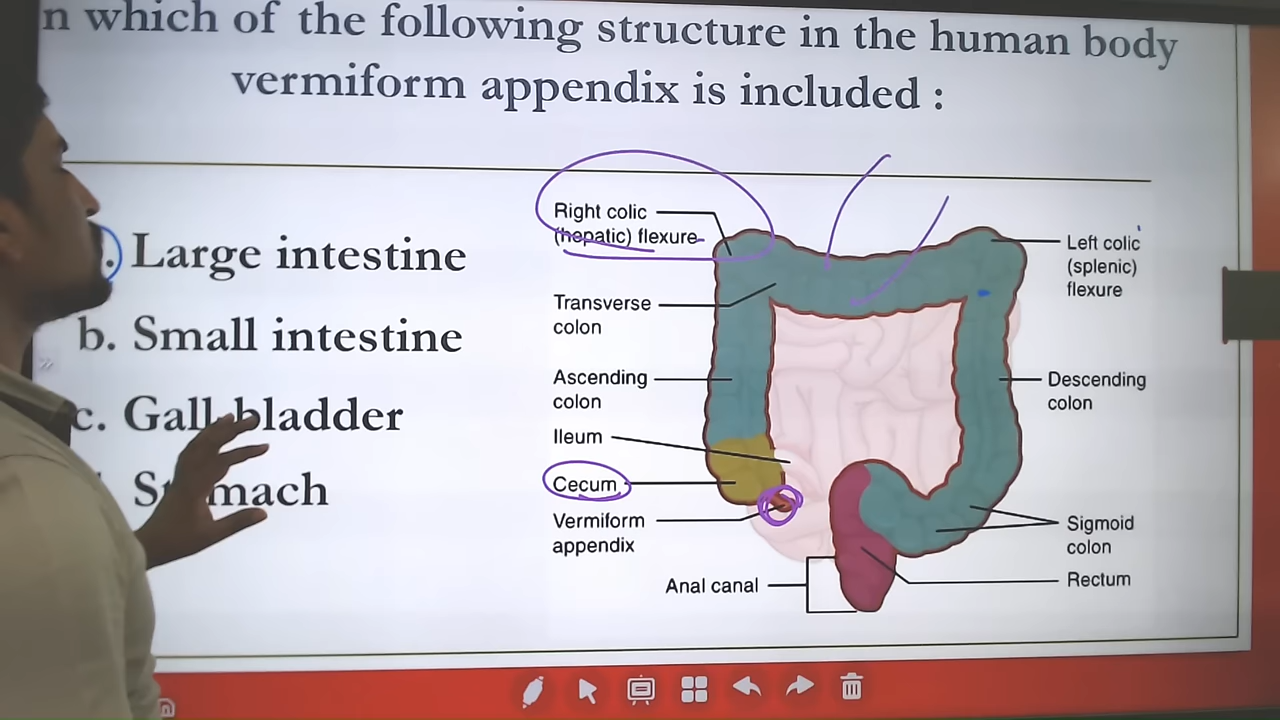 n which of the following structure in the human body
vermiform appendix is included :
.) Large intestine
b. Small intestine
c. Gall bladder
mach
Right colic
(hepatic) flexure
Transverse
colon
Ascending
colon
Ileum
Cecum
Vermiform
appendix
Anal canal
Left colic
(splenic)
flexure
Descending
colon
Sigmoid
colon
Rectum